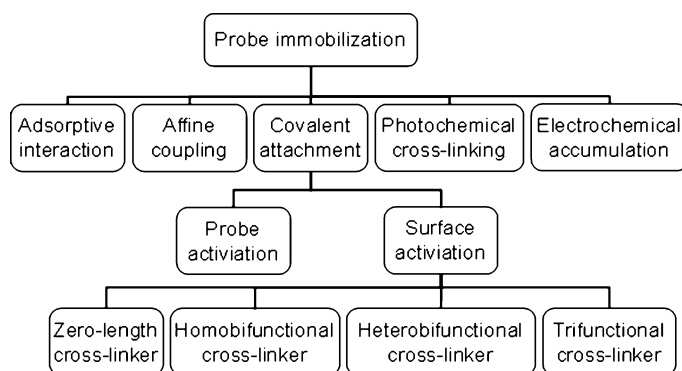 Probe immobilization
Adsorptive
interaction
Affine
coupling
Covalent
attachment
Photochemical
cross-linking
Electrochemical
accumulation
Probe
activiation
Surface
activiation
Zero-length
cross-linker
Homobifunctional
cross-linker
Heterobifunctional
cross-linker
Trifunctional
cross-linker